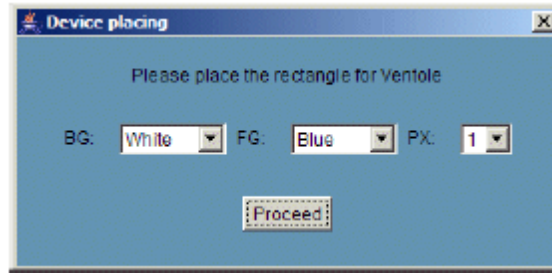 Device placing
Please place the rectangle for Ventole
BG: White FG: Blue PX: 1
Proceed